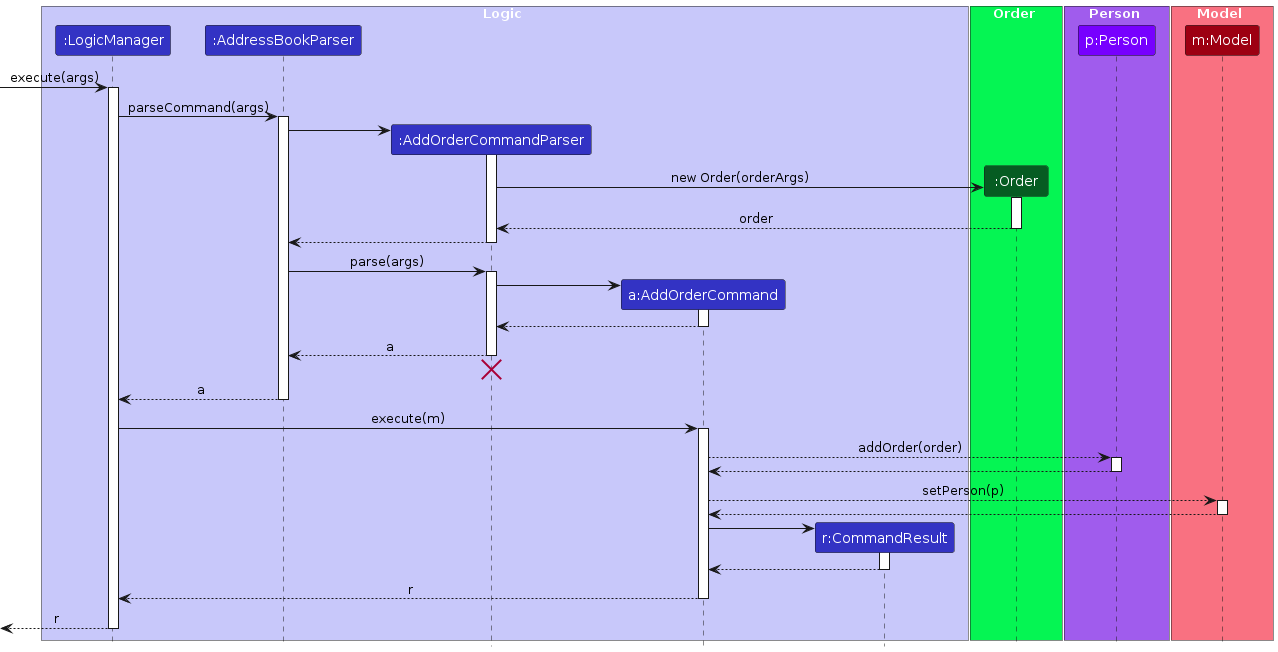 Logic
Order
Person
Model
:LogicManager
:AddressBookParser
p:Person
m:Model
execute(args)
parseCommand(args)
:AddOrderCommandParser
new Order(orderArgs)
:Order
order
parse(args)
a:AddOrderCommand
a
a
execute(m)
addOrder(order)
setPerson(p)
r:CommandResult
r
r